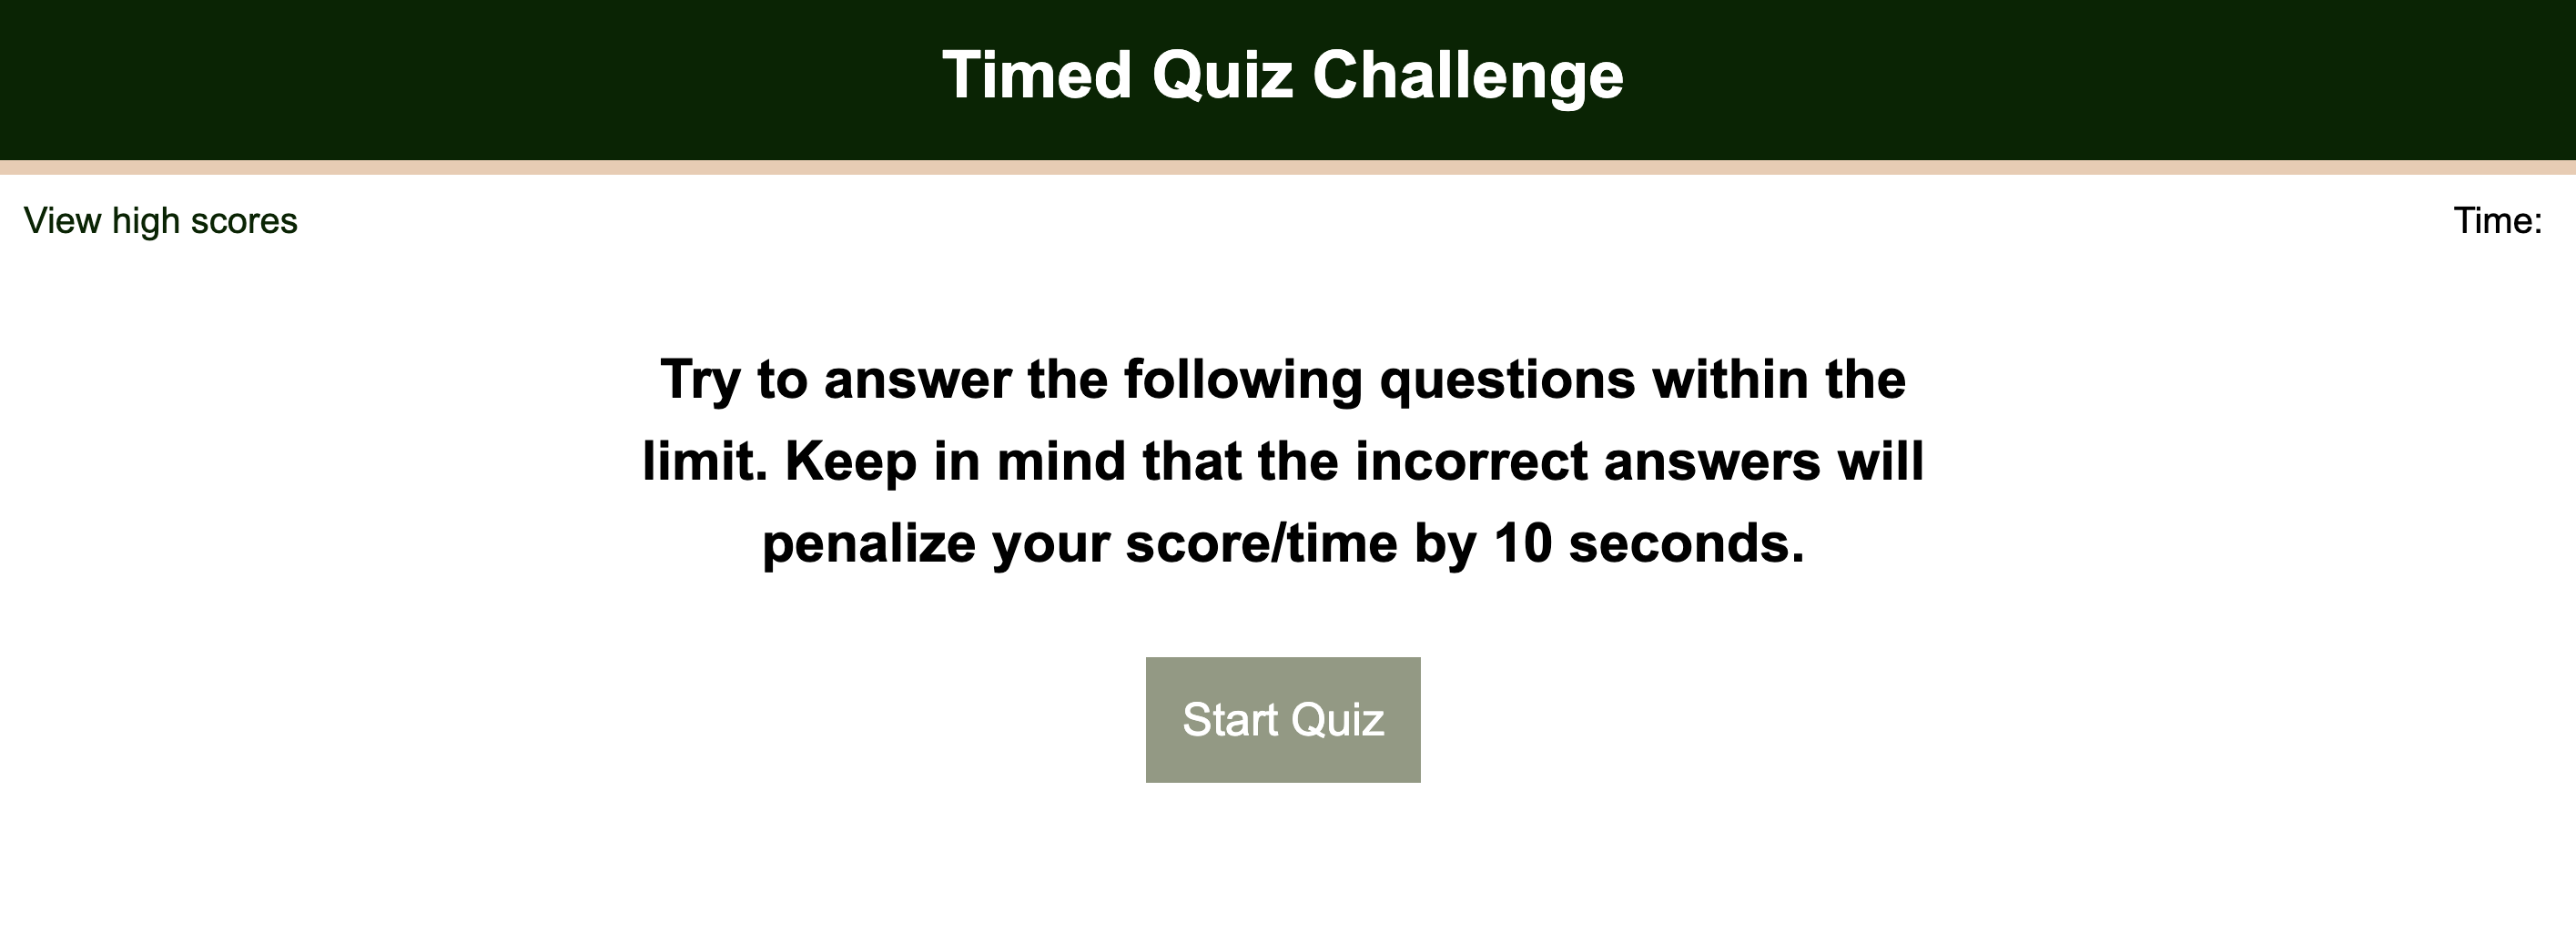 Timed Quiz Challenge
View high scores
Time:
Try to answer the following questions within the
limit. Keep in mind that the incorrect answers will
penalize your score/time by 10 seconds.
Start Quiz